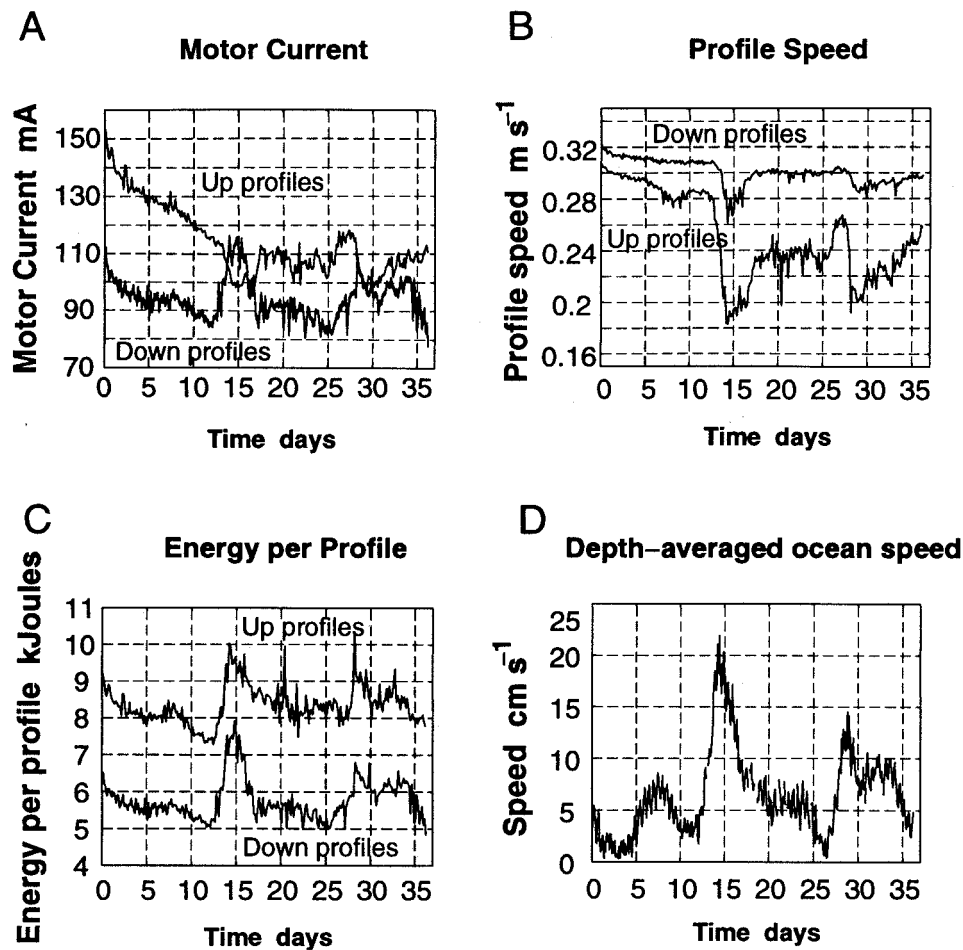 A
Motor Current
Motor Current mA
150
130
110
90
70
Up profiles
Down profiles
0 5 10 15 20 25 30 35
Time days
B
Profile Speed
Profile speed m s⁻¹
0.32
0.28
0.24
0.2
0.16
Down profiles
Up profiles
0 5 10 15 20 25 30 35
Time days
C
Energy per Profile
Energy per profile kJoules
11
10
9
8
7
6
5
4
Up profiles
Down profiles
0 5 10 15 20 25 30 35
Time days
D
Depth–averaged ocean speed
Speed cm s⁻¹
25
20
15
10
5
0
0 5 10 15 20 25 30 35
Time days